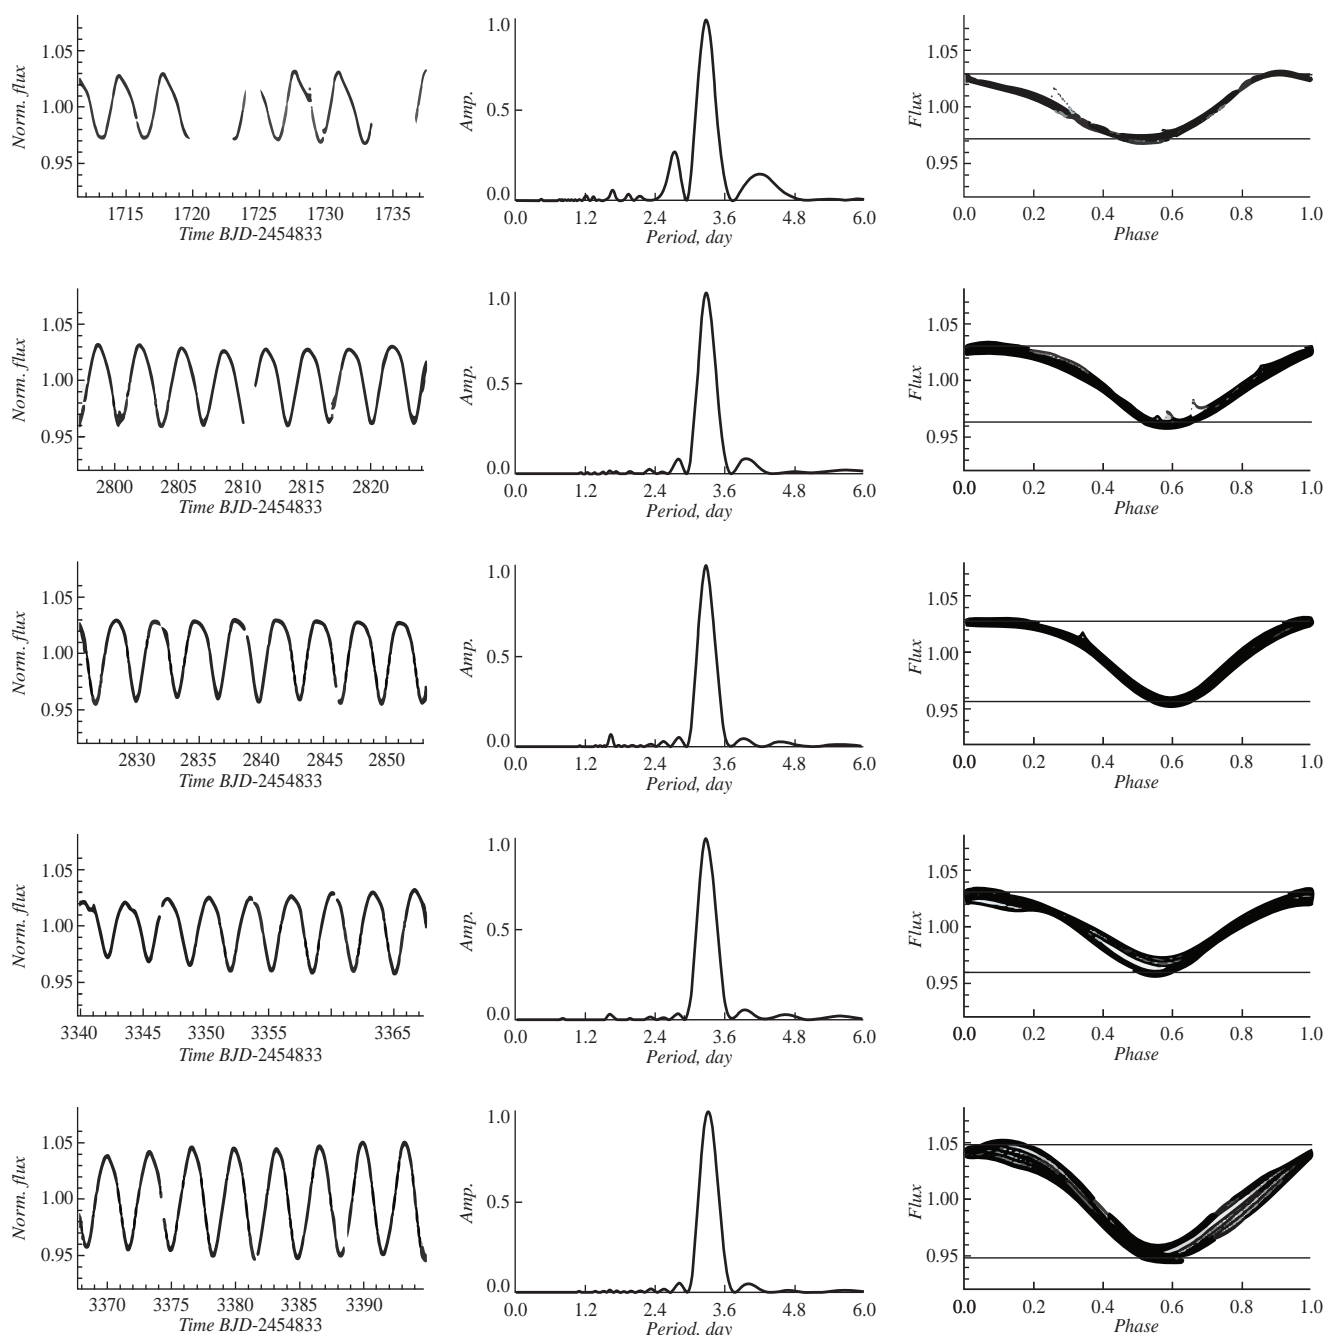 1.05
1.00
0.95
Norm. flux
1715 1720 1725 1730 1735
Time BJD-2454833
1.0
0.5
0.0
Amp.
0.0 1.2 2.4 3.6 4.8 6.0
Period, day
1.05
1.00
0.95
Flux
0.0 0.2 0.4 0.6 0.8 1.0
Phase
1.05
1.00
0.95
Norm. flux
2800 2805 2810 2815 2820
Time BJD-2454833
1.0
0.5
0.0
Amp.
0.0 1.2 2.4 3.6 4.8 6.0
Period, day
1.05
1.00
0.95
Flux
0.0 0.2 0.4 0.6 0.8 1.0
Phase
1.05
1.00
0.95
Norm. flux
2830 2835 2840 2845 2850
Time BJD-2454833
1.0
0.5
0.0
Amp.
0.0 1.2 2.4 3.6 4.8 6.0
Period, day
1.05
1.00
0.95
Flux
0.0 0.2 0.4 0.6 0.8 1.0
Phase
1.05
1.00
0.95
Norm. flux
3340 3345 3350 3355 3360 3365
Time BJD-2454833
1.0
0.5
0.0
Amp.
0.0 1.2 2.4 3.6 4.8 6.0
Period, day
1.05
1.00
0.95
Flux
0.0 0.2 0.4 0.6 0.8 1.0
Phase
1.05
1.00
0.95
Norm. flux
3370 3375 3380 3385 3390
Time BJD-2454833
1.0
0.5
0.0
Amp.
0.0 1.2 2.4 3.6 4.8 6.0
Period, day
1.05
1.00
0.95
Flux
0.0 0.2 0.4 0.6 0.8 1.0
Phase